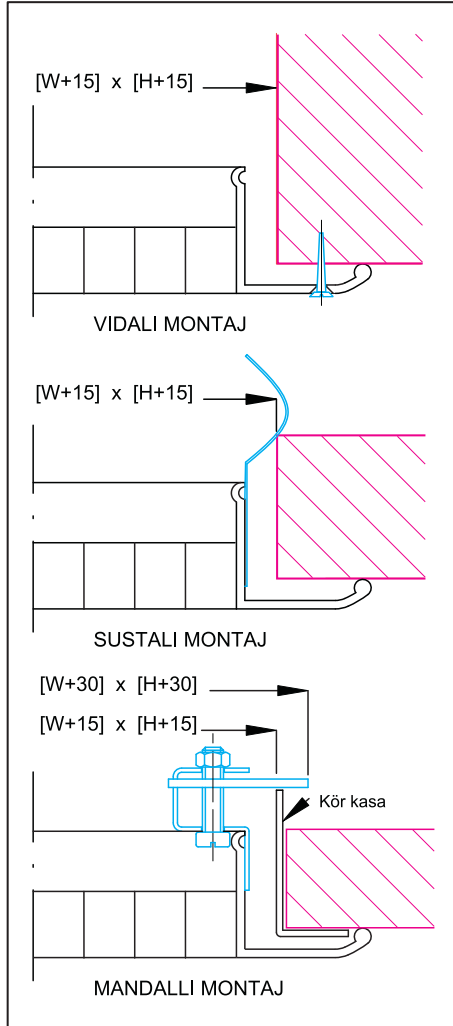 [W+15] x [H+15]
VIDALI MONTAJ
[W+15] x [H+15]
SUSTALI MONTAJ
[W+30] x [H+30]
[W+15] x [H+15]
Kör kasa
MANDALLI MONTAJ